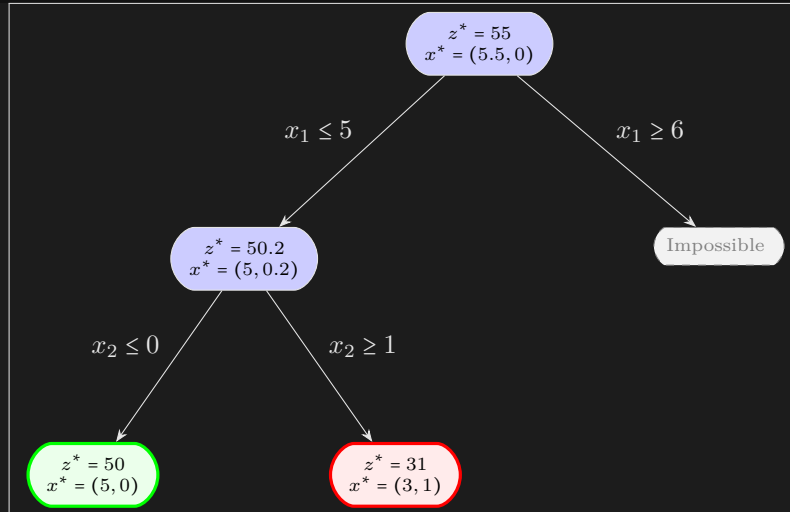 z* = 55
x* = (5.5, 0)
x₁ ≤ 5
x₁ ≥ 6
z* = 50.2
x* = (5, 0.2)
Impossible
x₂ ≤ 0
x₂ ≥ 1
z* = 50
x* = (5, 0)
z* = 31
x* = (3, 1)